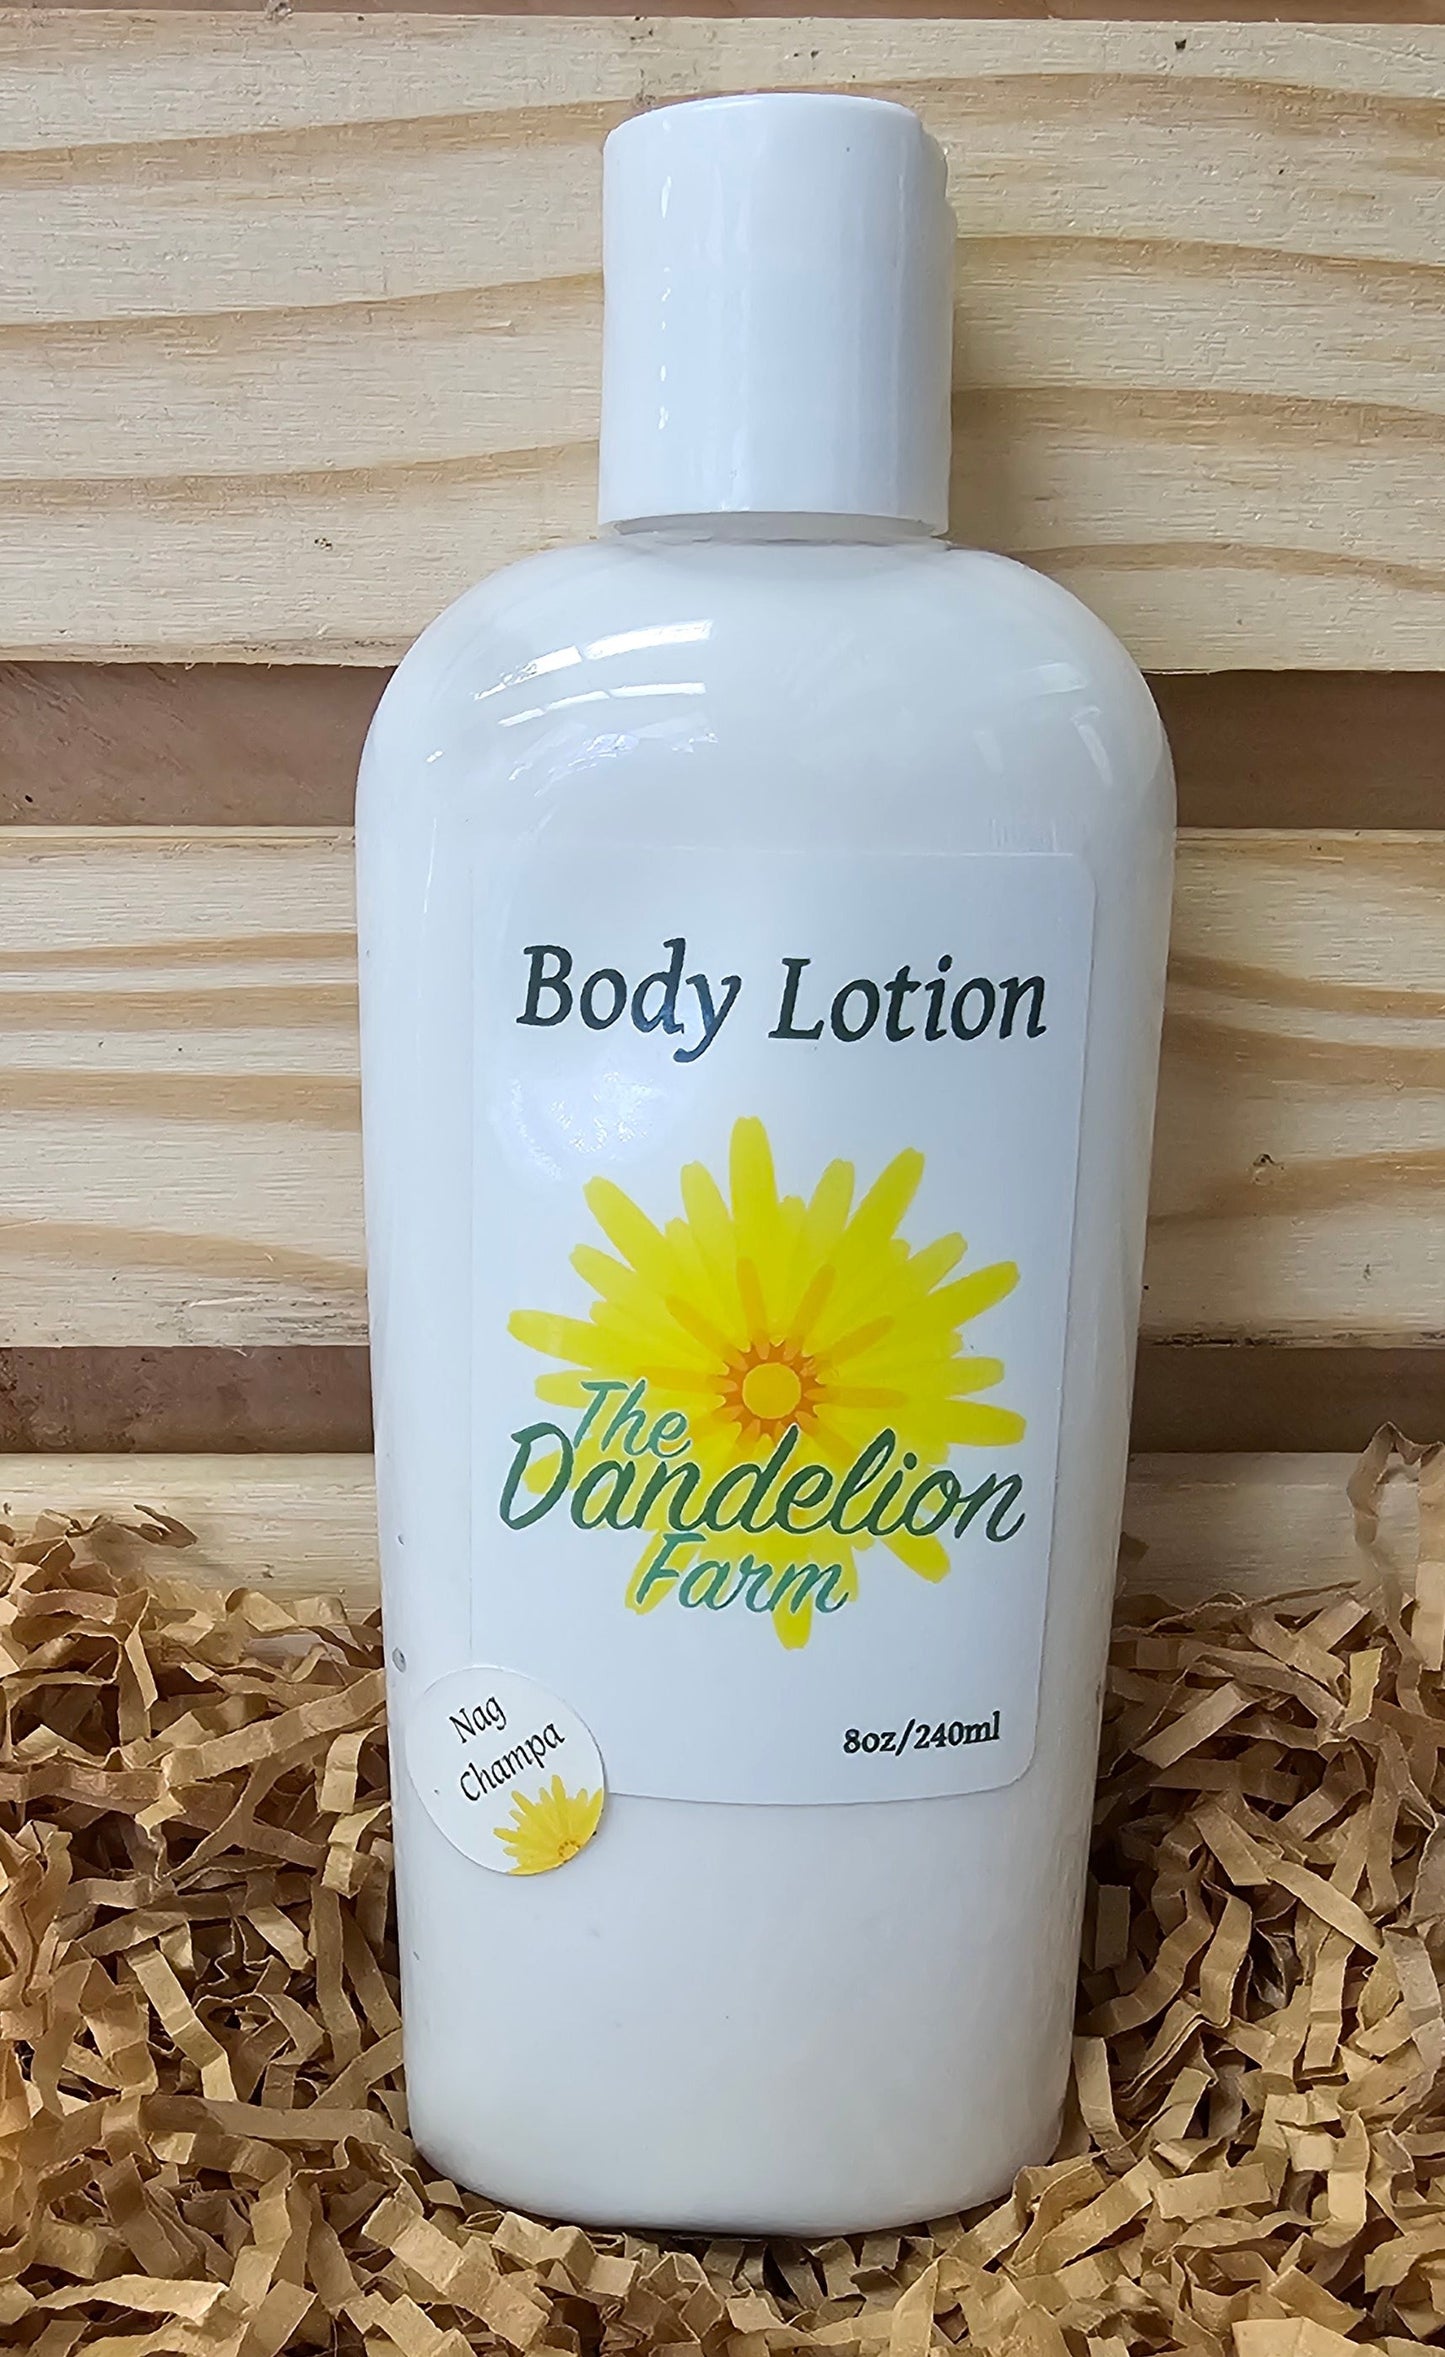 Body Lotion
The
Dandelion
Farm
8oz/240ml
Nag
Champa